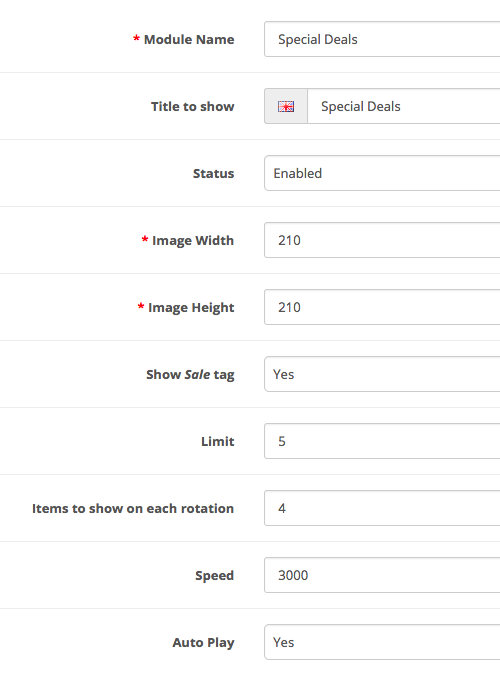 * Module Name Special Deals
Title to show Special Deals
Status Enabled
* Image Width 210
* Image Height 210
Show Sale tag Yes
Limit 5
Items to show on each rotation 4
Speed 3000
Auto Play Yes